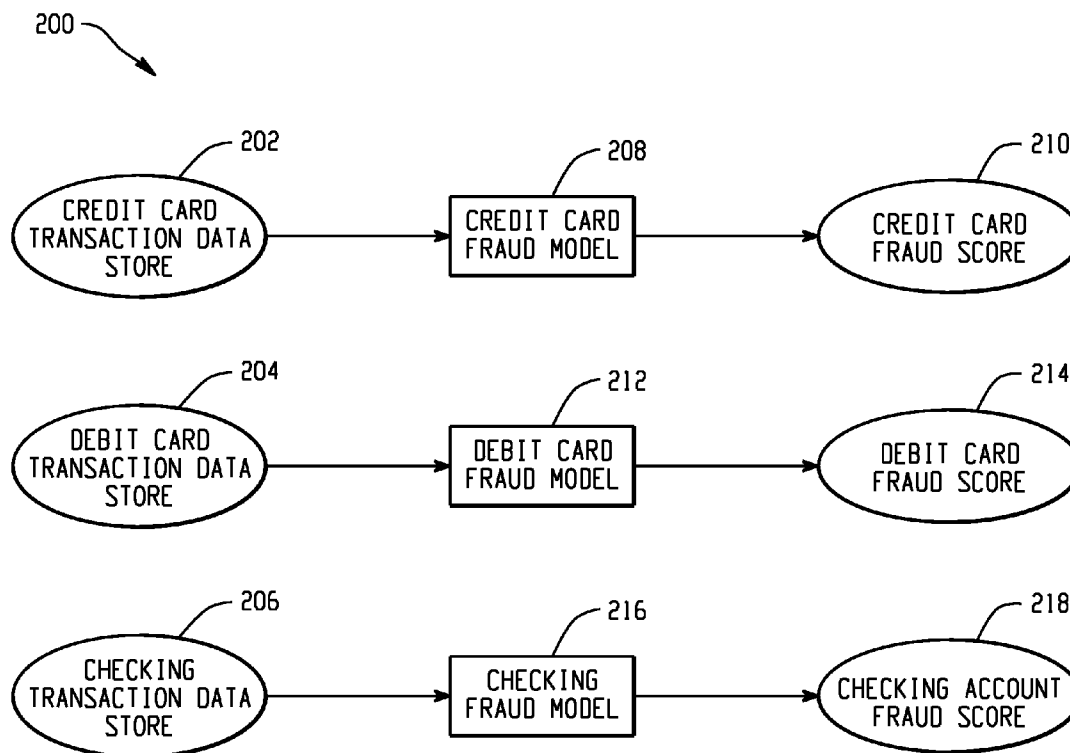 200
202
208
210
CREDIT CARD
TRANSACTION DATA
STORE
CREDIT CARD
FRAUD MODEL
CREDIT CARD
FRAUD SCORE
204
212
214
DEBIT CARD
TRANSACTION DATA
STORE
DEBIT CARD
FRAUD MODEL
DEBIT CARD
FRAUD SCORE
206
216
218
CHECKING
TRANSACTION DATA
STORE
CHECKING
FRAUD MODEL
CHECKING ACCOUNT
FRAUD SCORE